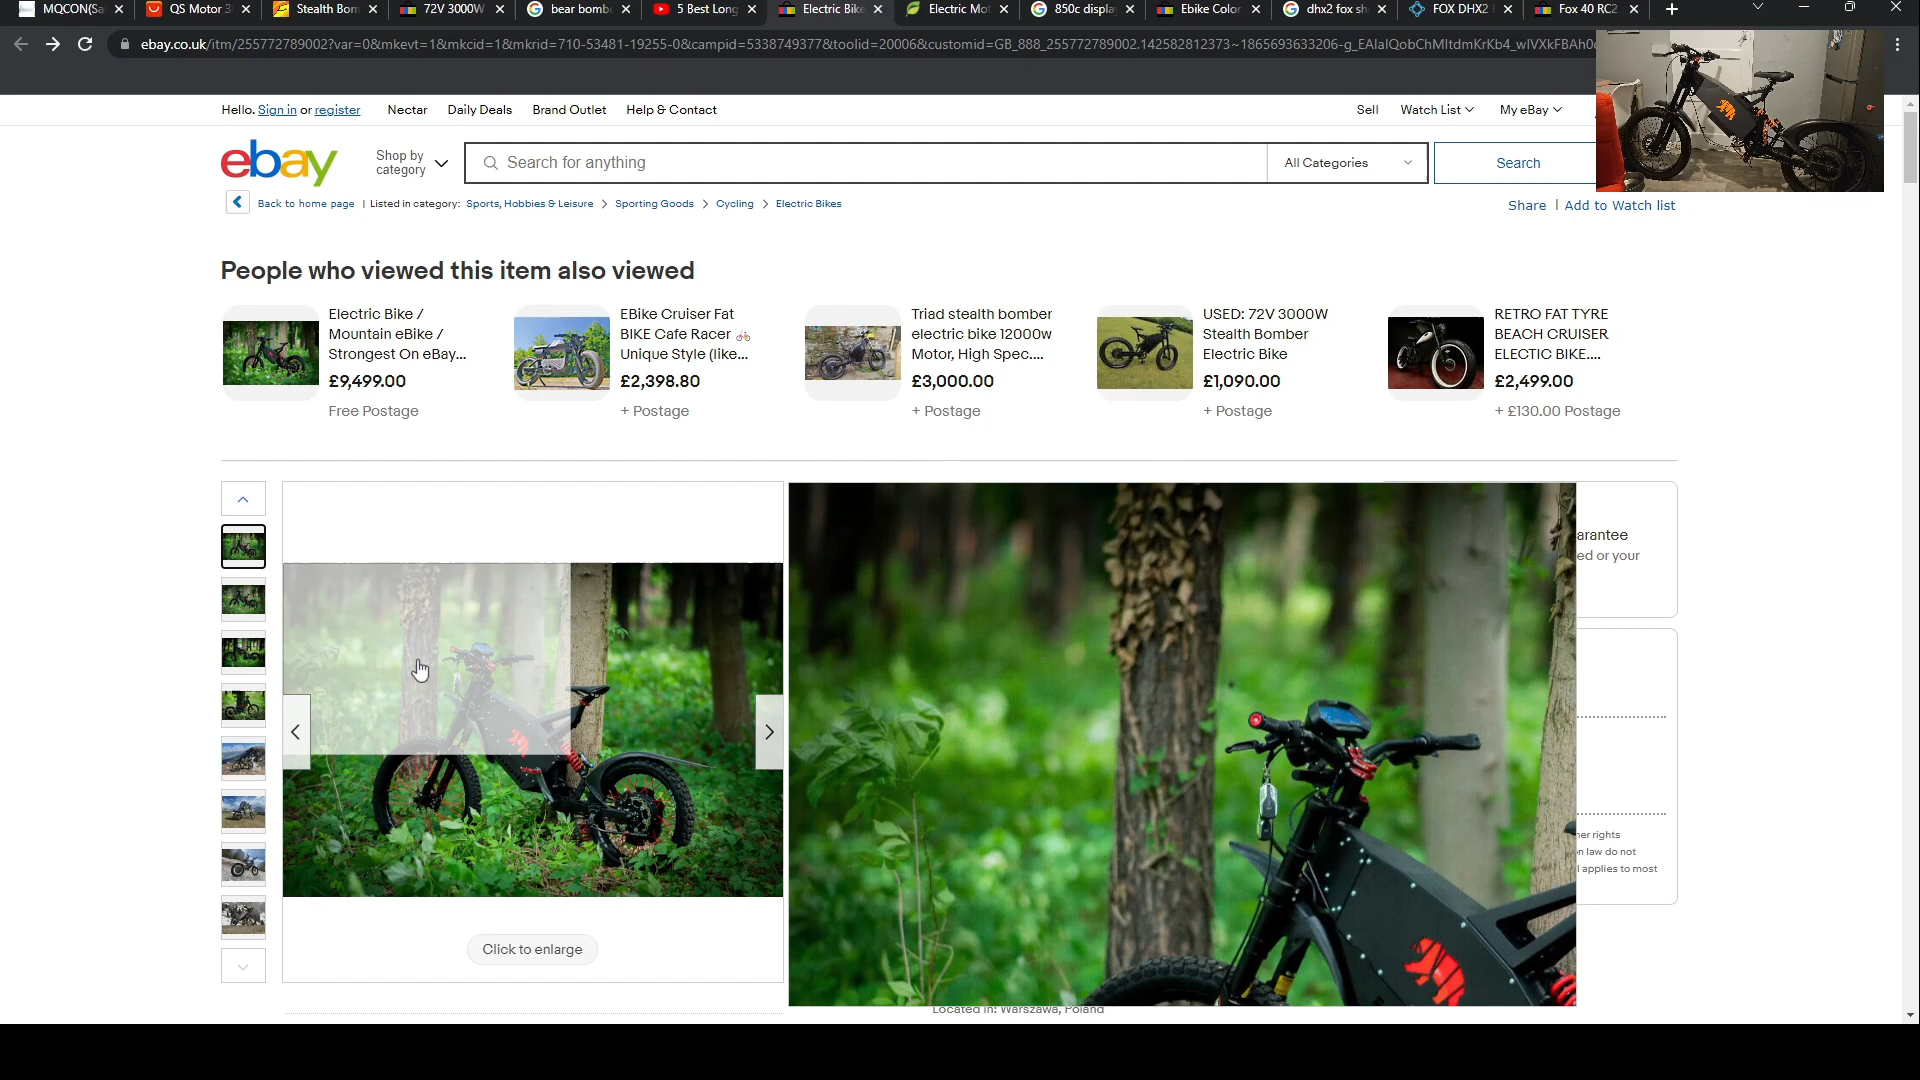 MQCON(Sa
QS Motor 3
Stealth Bom
72V 3000W
bear bomb
5 Best Long
Electric Bike
Electric Mot
850c displa
Ebike Color
dhx2 fox sh
FOX DHX2
Fox 40 RC2
ebay.co.uk/itm/255772789002?var=0&mkevt=1&mkcid=1&mkrid=710-53481-19255-0&campid=5338749377&toolid=20006&customid=GB_888_255772789002.142582812373~1865693633206-g_EAIaIQobChMItdmKrKb4_wIVXkFBAh0
Hello. Sign in or register
Nectar
Daily Deals
Brand Outlet
Help & Contact
Sell
Watch List
My eBay
ebay
Shop by
category
Search for anything
All Categories
Search
Back to home page | Listed in category: Sports, Hobbies & Leisure > Sporting Goods > Cycling > Electric Bikes
Share | Add to Watch list
People who viewed this item also viewed
Electric Bike /
Mountain eBike /
Strongest On eBay...
£9,499.00
Free Postage
EBike Cruiser Fat
BIKE Cafe Racer 🚲
Unique Style (like...
£2,398.80
+ Postage
Triad stealth bomber
electric bike 12000w
Motor, High Spec....
£3,000.00
+ Postage
USED: 72V 3000W
Stealth Bomber
Electric Bike
£1,090.00
+ Postage
RETRO FAT TYRE
BEACH CRUISER
ELECTIC BIKE....
£2,499.00
+ £130.00 Postage
arantee
ed or your
her rights
n law do not
l applies to most
Click to enlarge
Located in: Warszawa, Poland